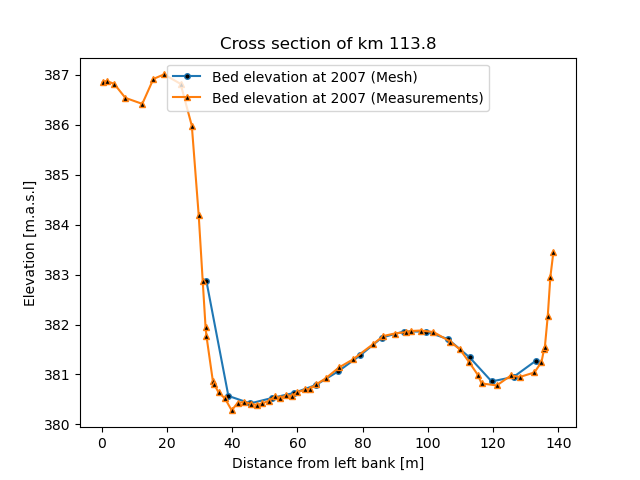 Cross section of km 113.8
Bed elevation at 2007 (Mesh)
Bed elevation at 2007 (Measurements)
Elevation [m.a.s.l]
387
386
385
384
383
382
381
380
0 20 40 60 80 100 120 140
Distance from left bank [m]